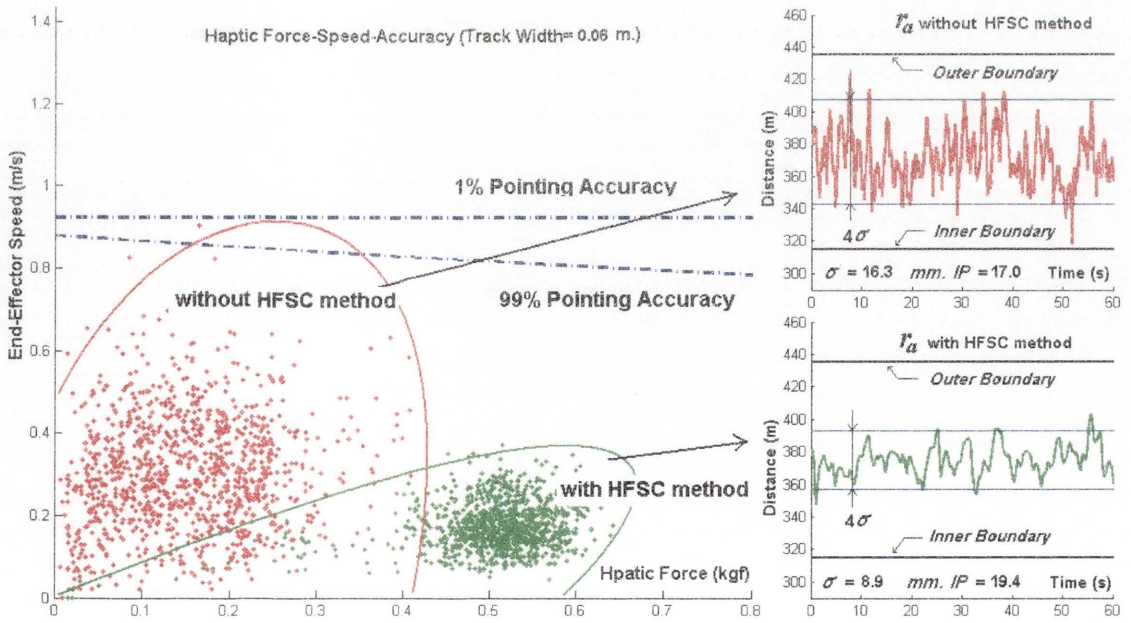 Haptic Force-Speed-Accuracy (Track Width= 0.06 m.)
End-Effector Speed (m/s)
1.4
1.2
1
0.8
0.6
0.4
0.2
0
1% Pointing Accuracy
without HFSC method
99% Pointing Accuracy
with HFSC method
Hpatic Force (kgf)
0 0.1 0.2 0.3 0.4 0.5 0.6 0.7 0.8
r_a without HFSC method
Distance (m)
460
440
420
400
380
360
340
320
300
Outer Boundary
4σ
Inner Boundary
σ = 16.3 mm. IP = 17.0 Time (s)
0 10 20 30 40 50 60
r_a with HFSC method
Distance (m)
460
440
420
400
380
360
340
320
300
Outer Boundary
4σ
Inner Boundary
σ = 8.9 mm. IP = 19.4 Time (s)
0 10 20 30 40 50 60